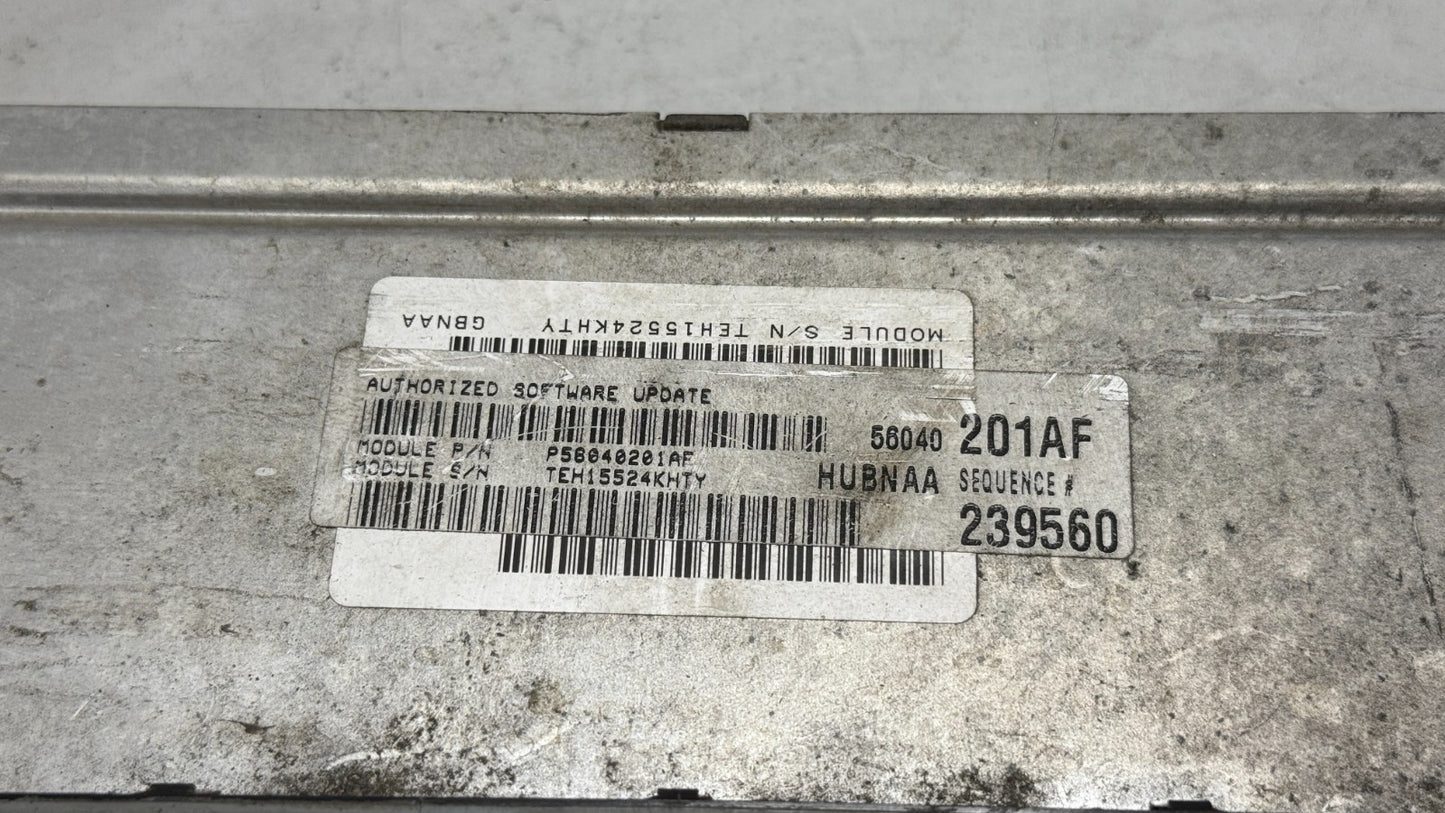 MODULE S/N TEH15524KHTY GBNAA
AUTHORIZED SOFTWARE UPDATE
56040 201AF
MODULE P/N P56040201AF
MODULE S/N TEH15524KHTY
HUBNAA SEQUENCE #
239560